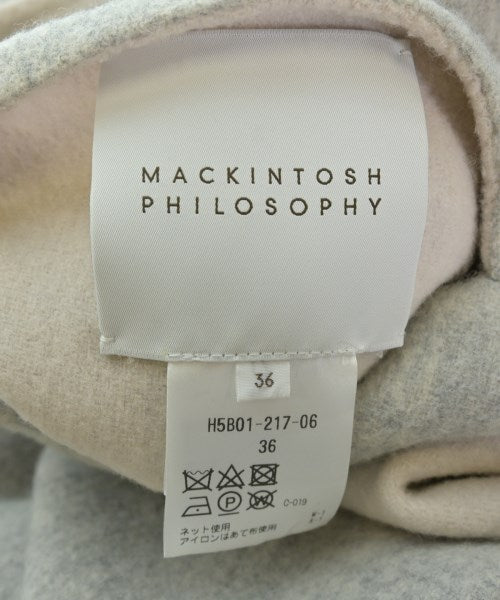 MACKINTOSH
PHILOSOPHY
36
H5B01-217-06
36
C-019
ネット使用
アイロンはあて布使用